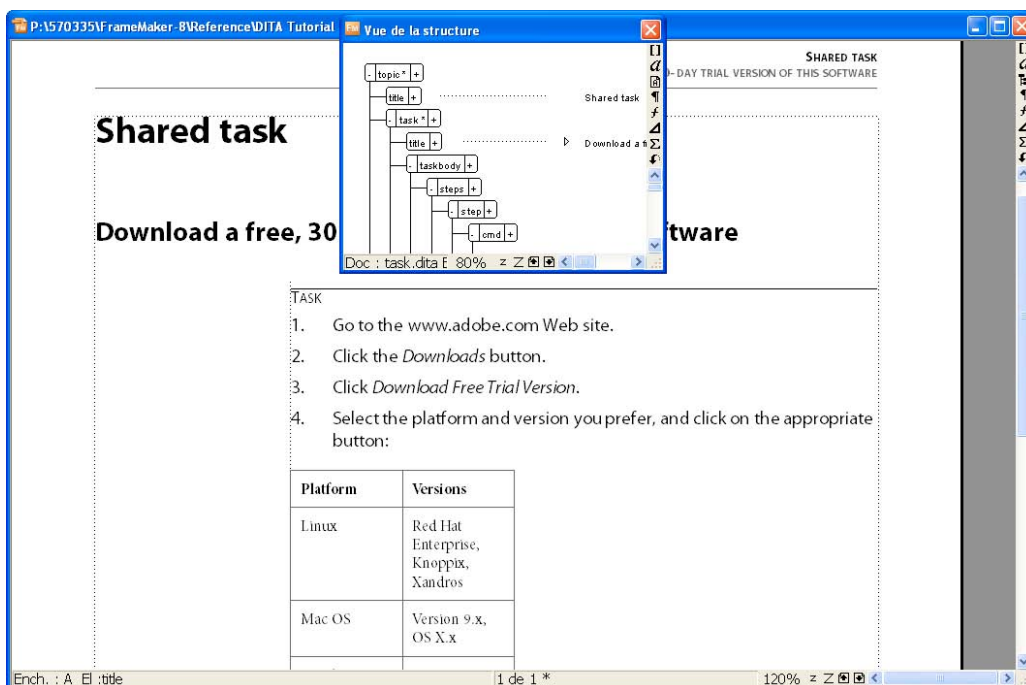 P:\570335\FrameMaker-8\Reference\DITA Tutorial
Vue de la structure
SHARED TASK
-DAY TRIAL VERSION OF THIS SOFTWARE
- topic * +
title +
Shared task
- task * +
title +
Download a f
- taskbody +
- steps +
- step +
- cmd +
Doc : task.dita E 80% z Z
Shared task
Download a free, 30
tware
TASK
1. Go to the www.adobe.com Web site.
2. Click the Downloads button.
3. Click Download Free Trial Version.
4. Select the platform and version you prefer, and click on the appropriate
button:
Platform Versions
Linux Red Hat
Enterprise,
Knoppix,
Xandros
Mac OS Version 9.x,
OS X.x
Ench. : A El :title 1 de 1 * 120% z Z